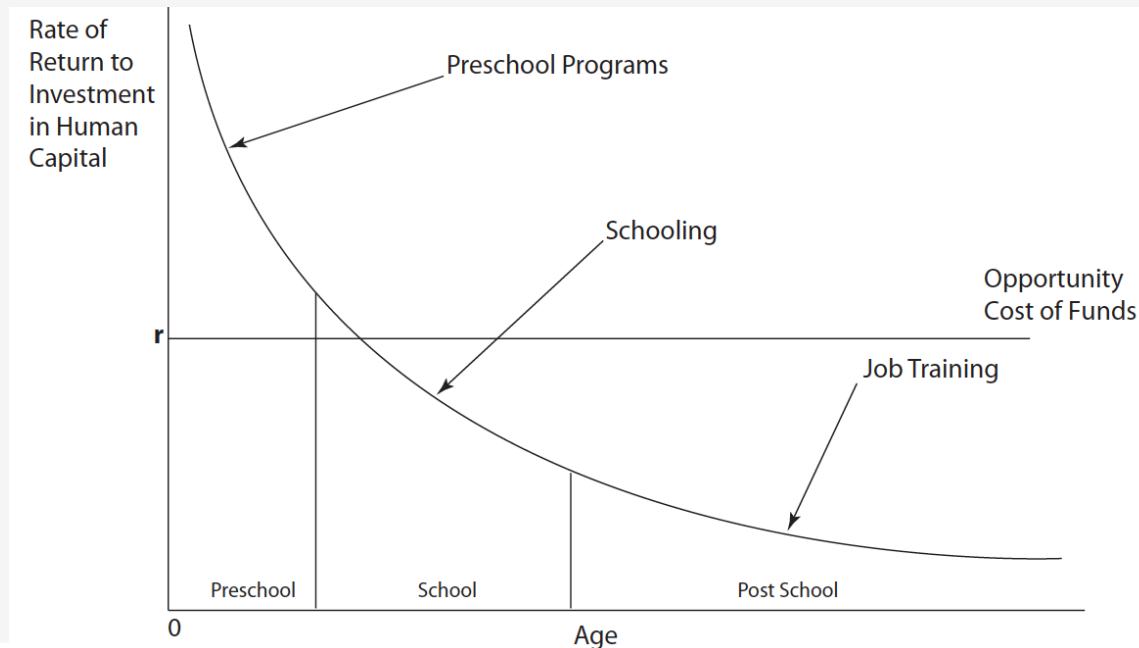 Rate of
Return to
Investment
in Human
Capital
Preschool Programs
Schooling
Opportunity
Cost of Funds
r
Job Training
Preschool
School
Post School
0
Age